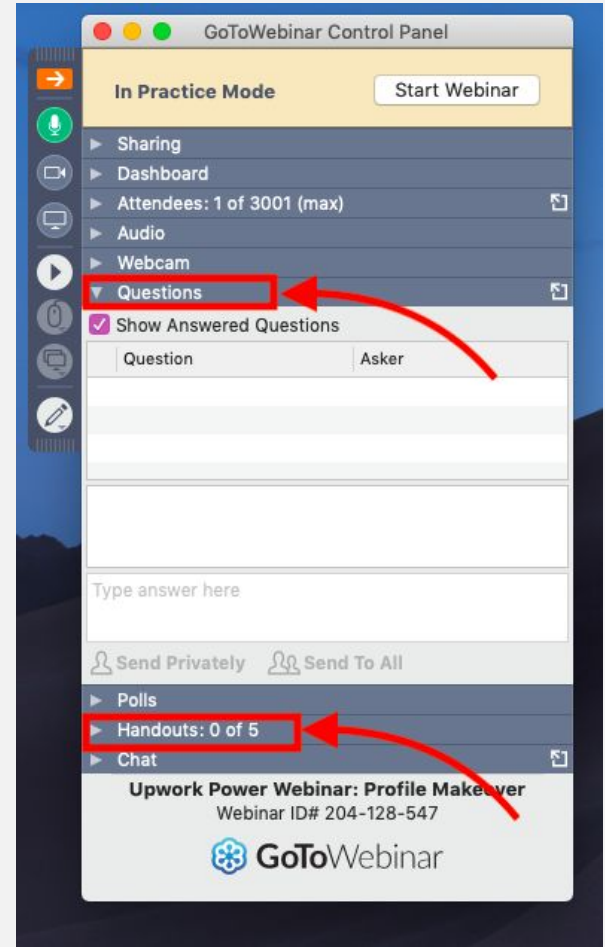 GoToWebinar Control Panel
In Practice Mode
Start Webinar
Sharing
Dashboard
Attendees: 1 of 3001 (max)
Audio
Webcam
Questions
Show Answered Questions
Question Asker
Type answer here
Send Privately Send To All
Polls
Handouts: 0 of 5
Chat
Upwork Power Webinar: Profile Makeover
Webinar ID# 204-128-547
GoToWebinar